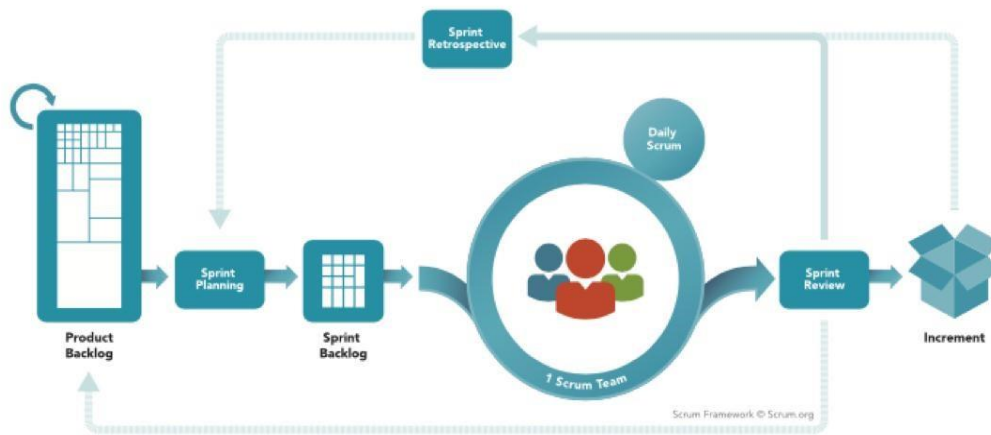 Sprint
Retrospective
Daily
Scrum
Product
Backlog
Sprint
Planning
Sprint
Backlog
1 Scrum Team
Sprint
Review
Increment
Scrum Framework © Scrum.org